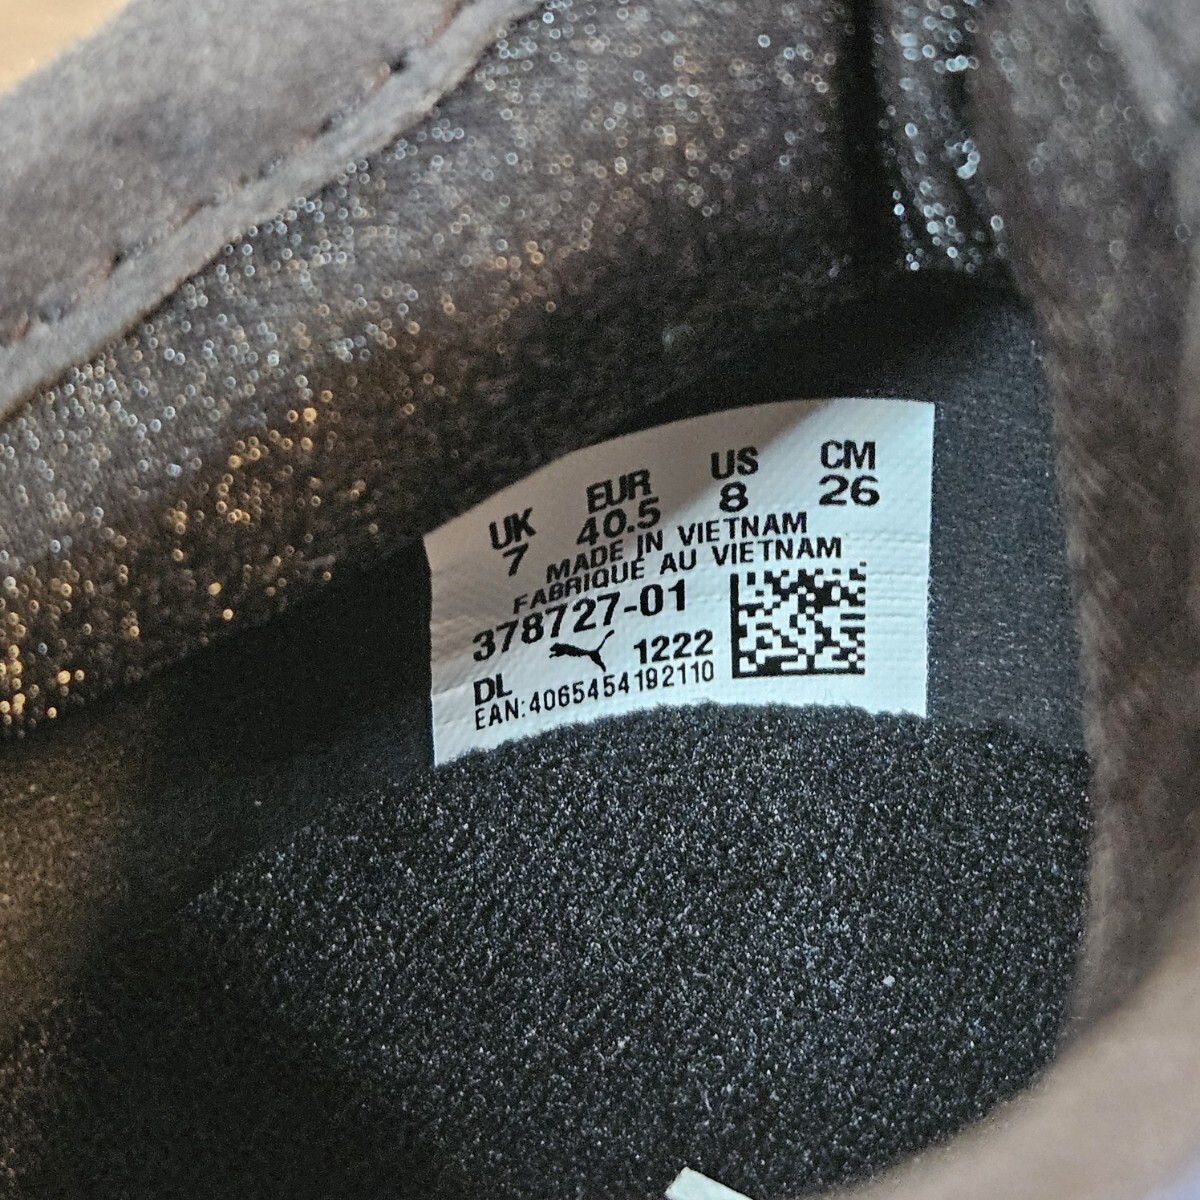 UK EUR US CM
7 40.5 8 26
MADE IN VIETNAM
FABRIQUE AU VIETNAM
378727-01
DL 1222
EAN:4065454192110